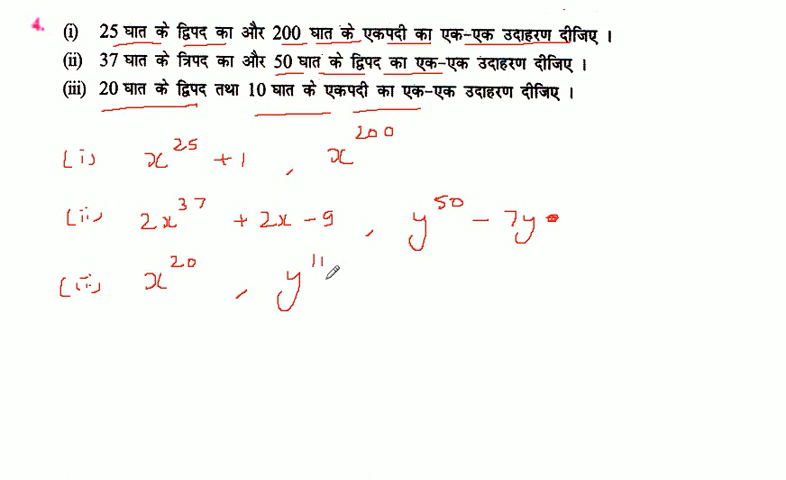 4. (i) 25 घात के द्विपद का और 200 घात के एकपदी का एक-एक उदाहरण दीजिए ।
(ii) 37 घात के त्रिपद का और 50 घात के द्विपद का एक-एक उदाहरण दीजिए ।
(iii) 20 घात के द्विपद तथा 10 घात के एकपदी का एक-एक उदाहरण दीजिए ।
(i) x^25 + 1 , x^200
(ii) 2x^37 + 2x - 9 , y^50 - 7y
(iii) x^20 , y^11